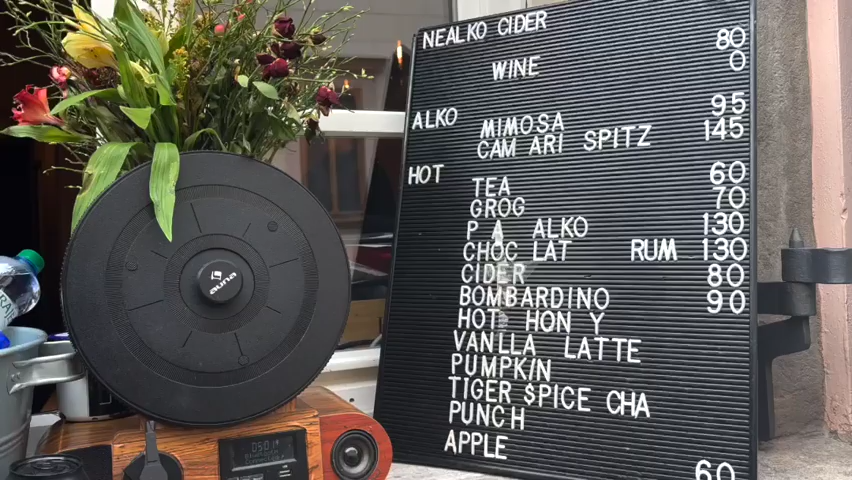 NEALKO CIDER 80
WINE 0
ALKO MIMOSA 95
CAM ARI SPITZ 145
HOT TEA 60
GROG 70
P A ALKO 130
CHOC LAT RUM 130
CIDER 80
BOMBARDINO 90
HOT HON Y
VANLLA LATTE
PUMPKIN
TIGER SPICE CHA
PUNCH
APPLE
60
auna